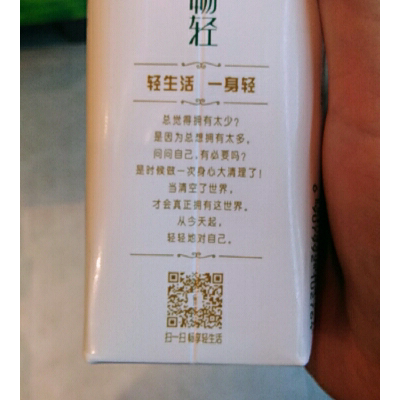 畅轻
轻生活 一身轻
总觉得拥有太少?
是因为总想拥有太多。
问问自己,有必要吗?
是时候做一次身心大清理了!
当清空了世界,
才会真正拥有这世界。
从今天起,
轻轻地对自己。
扫一扫 畅享轻生活